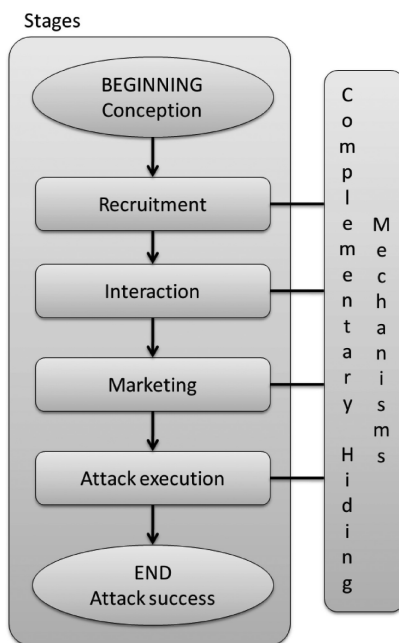 Stages
BEGINNING
Conception
Recruitment
Interaction
Marketing
Attack execution
END
Attack success
Complementary Hiding
Mechanisms